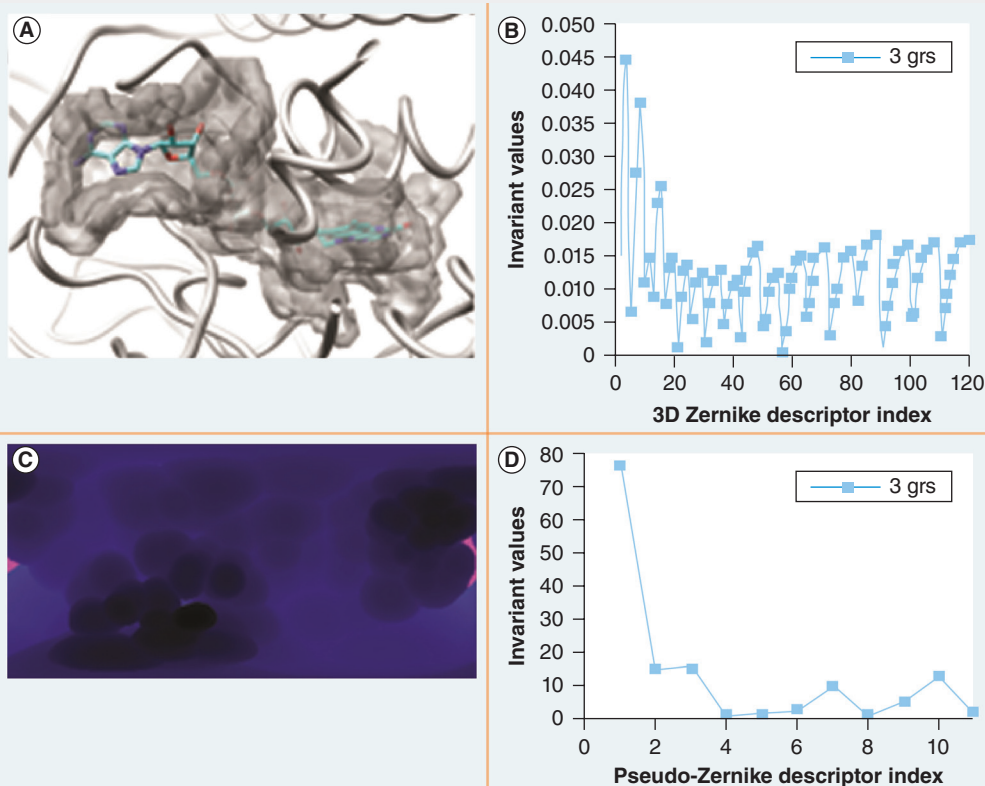 A
B
0.050
0.045
0.040
0.035
0.030
0.025
0.020
0.015
0.010
0.005
0
Invariant values
3 grs
0 20 40 60 80 100 120
3D Zernike descriptor index
C
D
80
70
60
50
40
30
20
10
0
Invariant values
3 grs
0 2 4 6 8 10
Pseudo-Zernike descriptor index